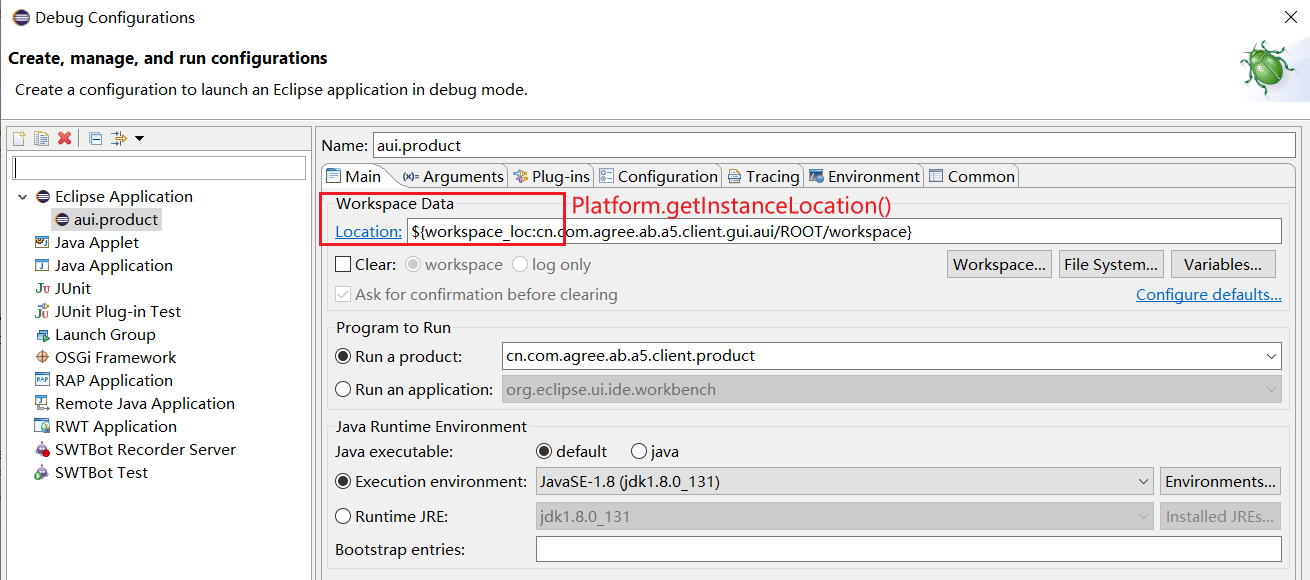 Debug Configurations
Create, manage, and run configurations
Create a configuration to launch an Eclipse application in debug mode.
Eclipse Application
aui.product
Java Applet
Java Application
Ju JUnit
JUnit Plug-in Test
Launch Group
OSGi Framework
RAP RAP Application
Remote Java Application
RWT Application
SWTBot Recorder Server
SWTBot Test
Name: aui.product
Main (x)= Arguments Plug-ins Configuration Tracing Environment Common
Workspace Data Platform.getInstanceLocation()
Location: ${workspace_loc:cn.com.agree.ab.a5.client.gui.aui/ROOT/workspace}
Clear: workspace log only Workspace... File System... Variables...
Ask for confirmation before clearing Configure defaults...
Program to Run
Run a product: cn.com.agree.ab.a5.client.product
Run an application: org.eclipse.ui.ide.workbench
Java Runtime Environment
Java executable: default java
Execution environment: JavaSE-1.8 (jdk1.8.0_131) Environments...
Runtime JRE: jdk1.8.0_131 Installed JREs...
Bootstrap entries: